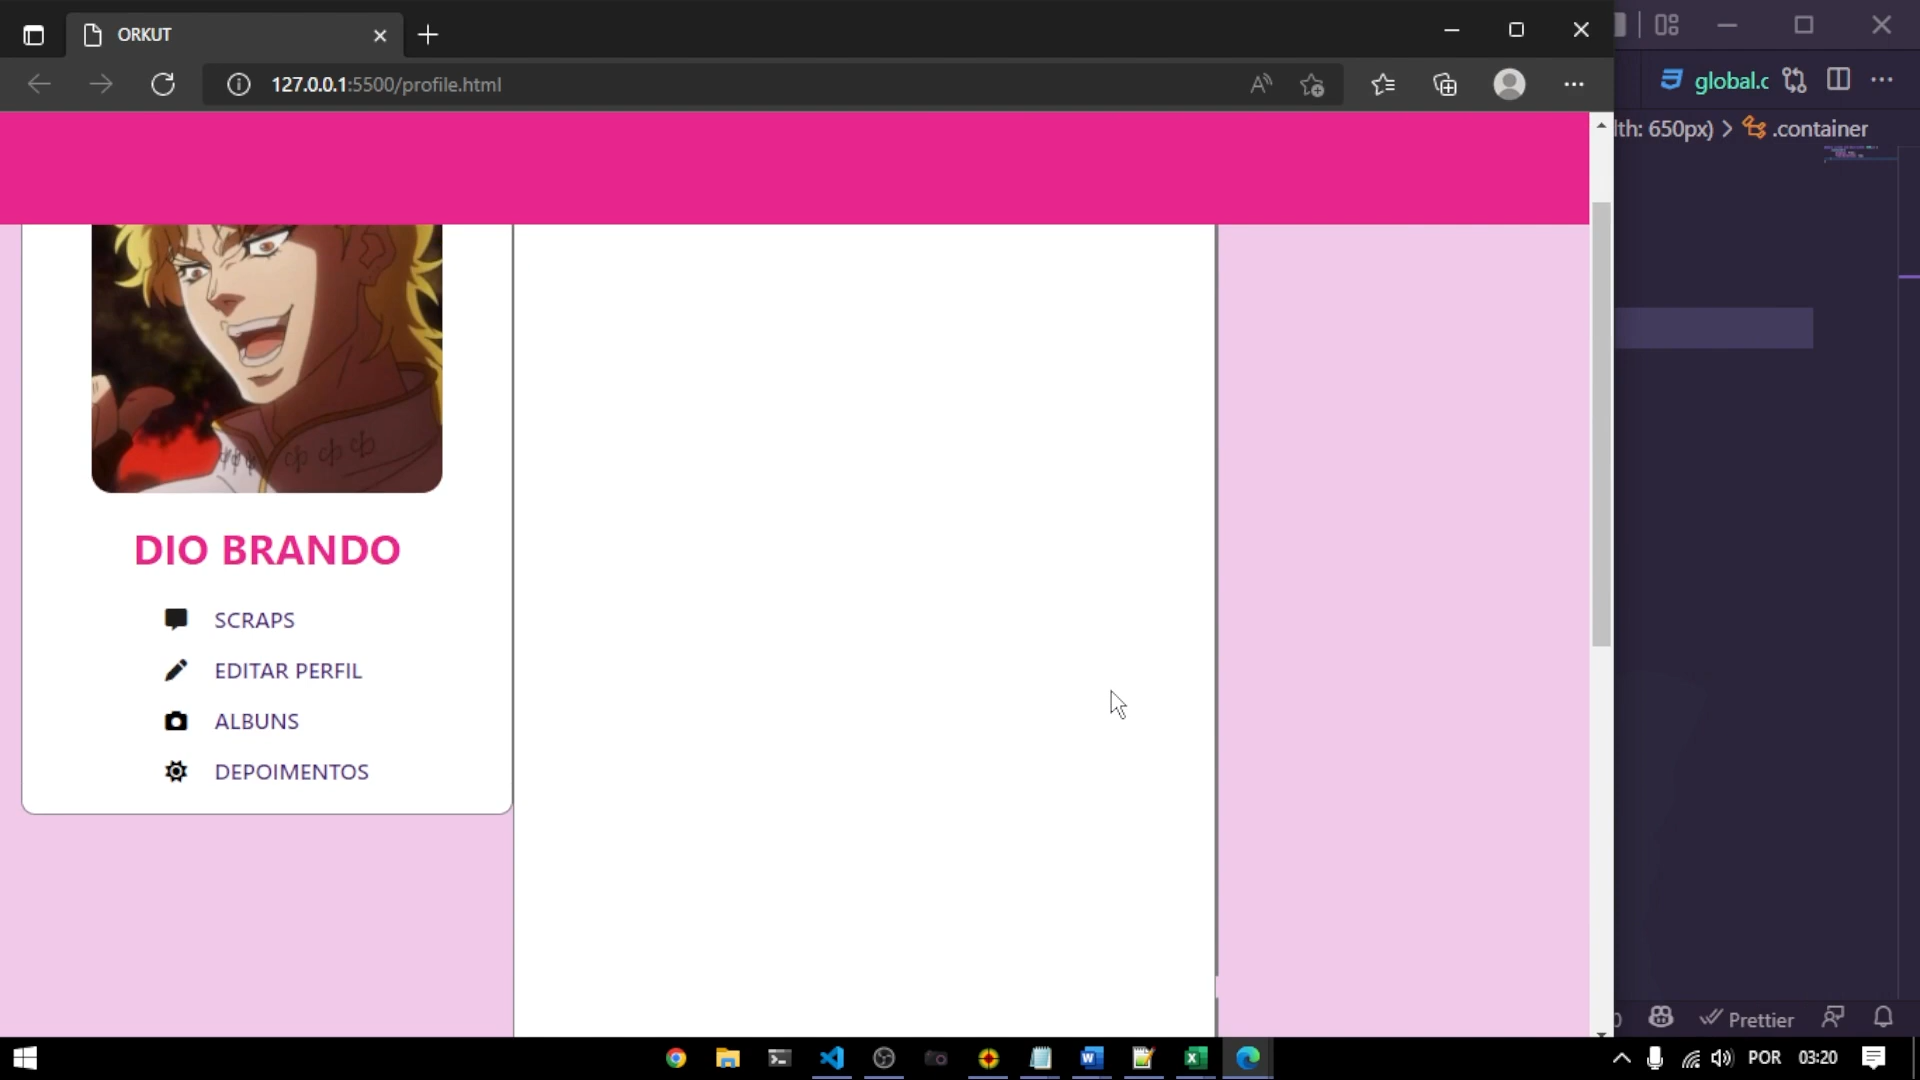 ORKUT
127.0.0.1:5500/profile.html
global.c
lth: 650px) > .container
DIO BRANDO
SCRAPS
EDITAR PERFIL
ALBUNS
DEPOIMENTOS
Prettier
POR 03:20